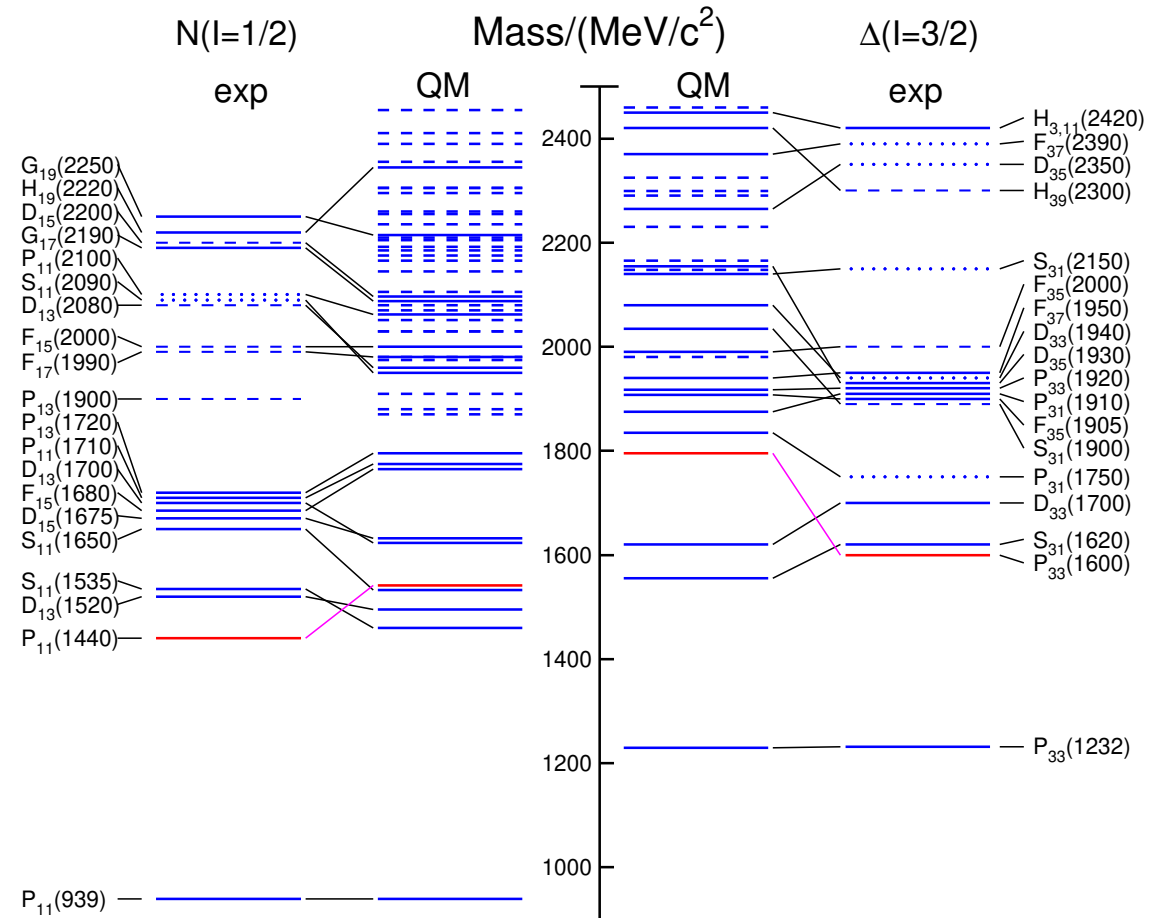 N(I=1/2) Mass/(MeV/c²) Δ(I=3/2)
exp QM QM exp
G₁₉(2250)
H₁₉(2220)
D₁₅(2200)
G₁₇(2190)
P₁₁(2100)
S₁₁(2090)
D₁₃(2080)
F₁₅(2000)
F₁₇(1990)
P₁₃(1900)
P₁₃(1720)
P₁₁(1710)
D₁₃(1700)
F₁₅(1680)
D₁₅(1675)
S₁₁(1650)
S₁₁(1535)
D₁₃(1520)
P₁₁(1440)
P₁₁(939)
2400
2200
2000
1800
1600
1400
1200
1000
H₃,₁₁(2420)
F₃₇(2390)
D₃₅(2350)
H₃₉(2300)
S₃₁(2150)
F₃₅(2000)
F₃₇(1950)
D₃₃(1940)
D₃₅(1930)
P₃₃(1920)
P₃₁(1910)
F₃₅(1905)
S₃₁(1900)
P₃₁(1750)
D₃₃(1700)
S₃₁(1620)
P₃₃(1600)
P₃₃(1232)